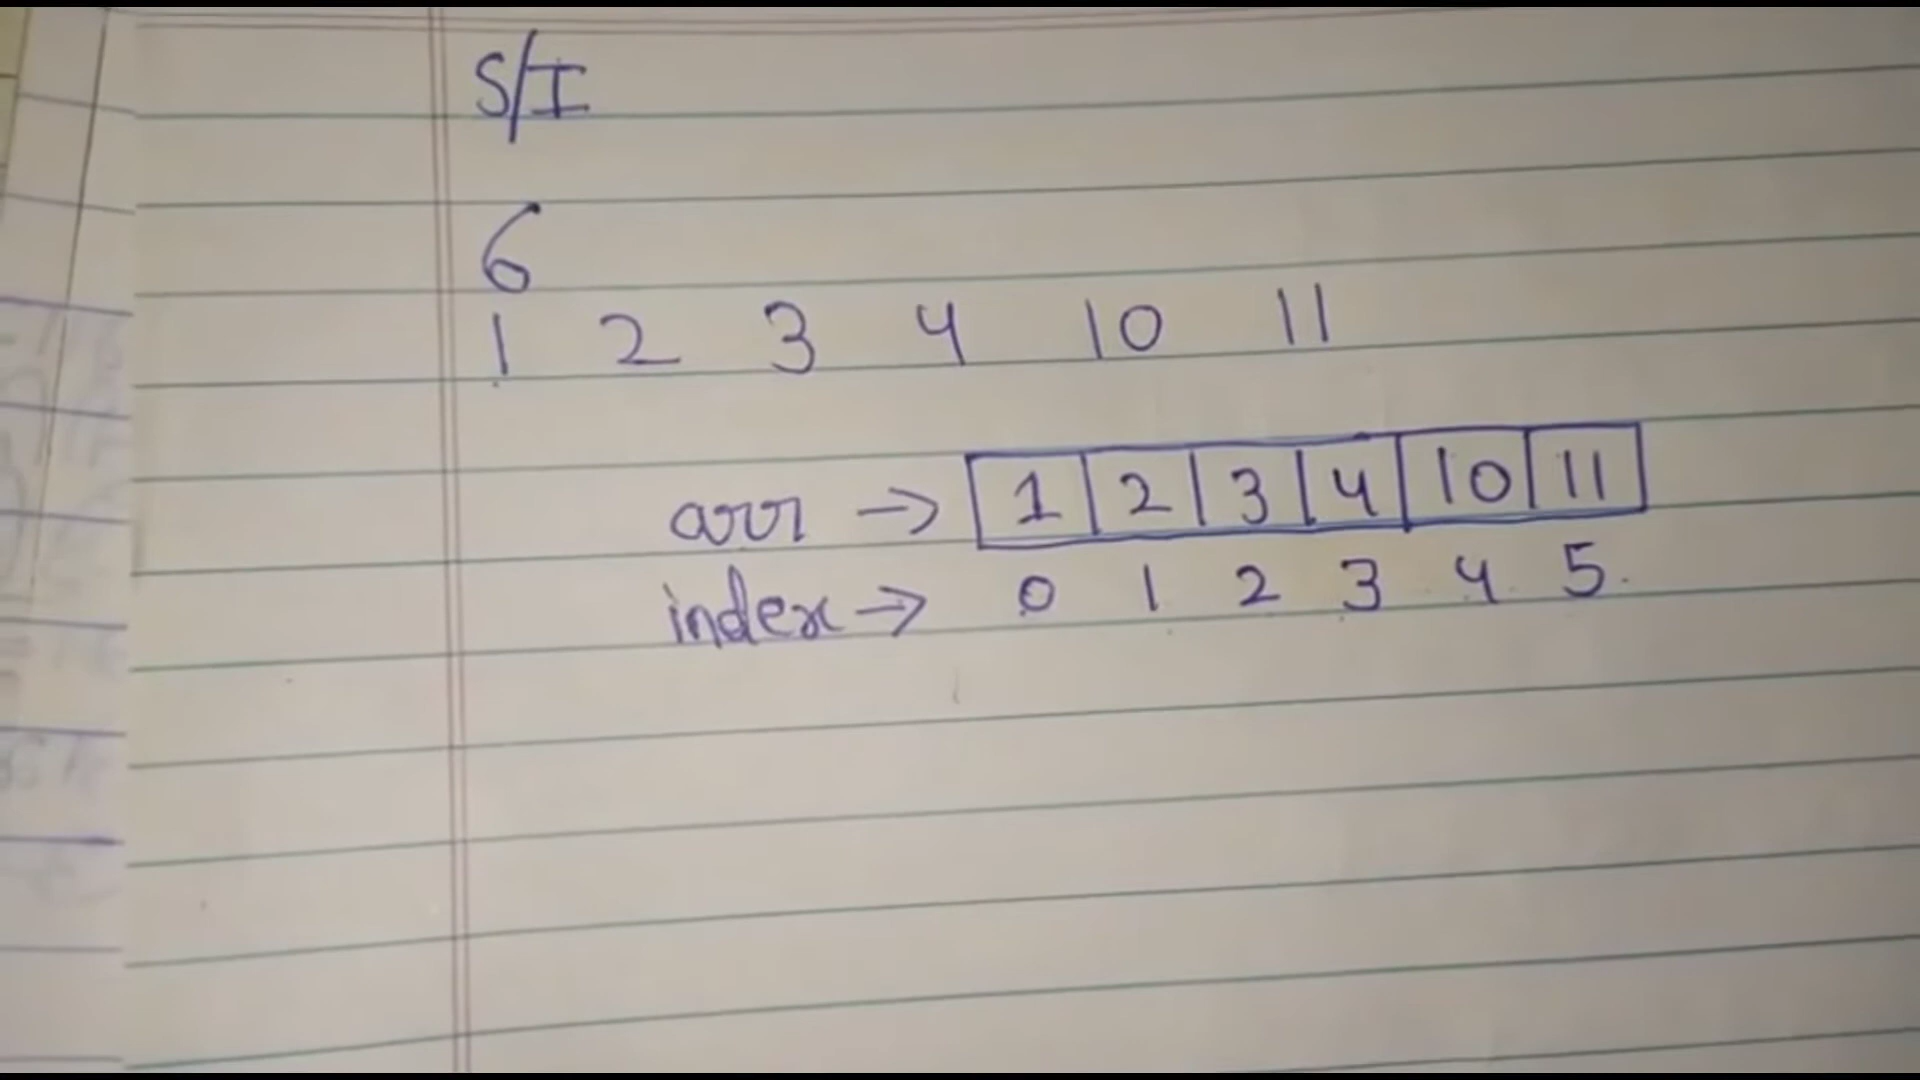 S/I
6
1 2 3 4 10 11
arr → 1 2 3 4 10 11
index → 0 1 2 3 4 5